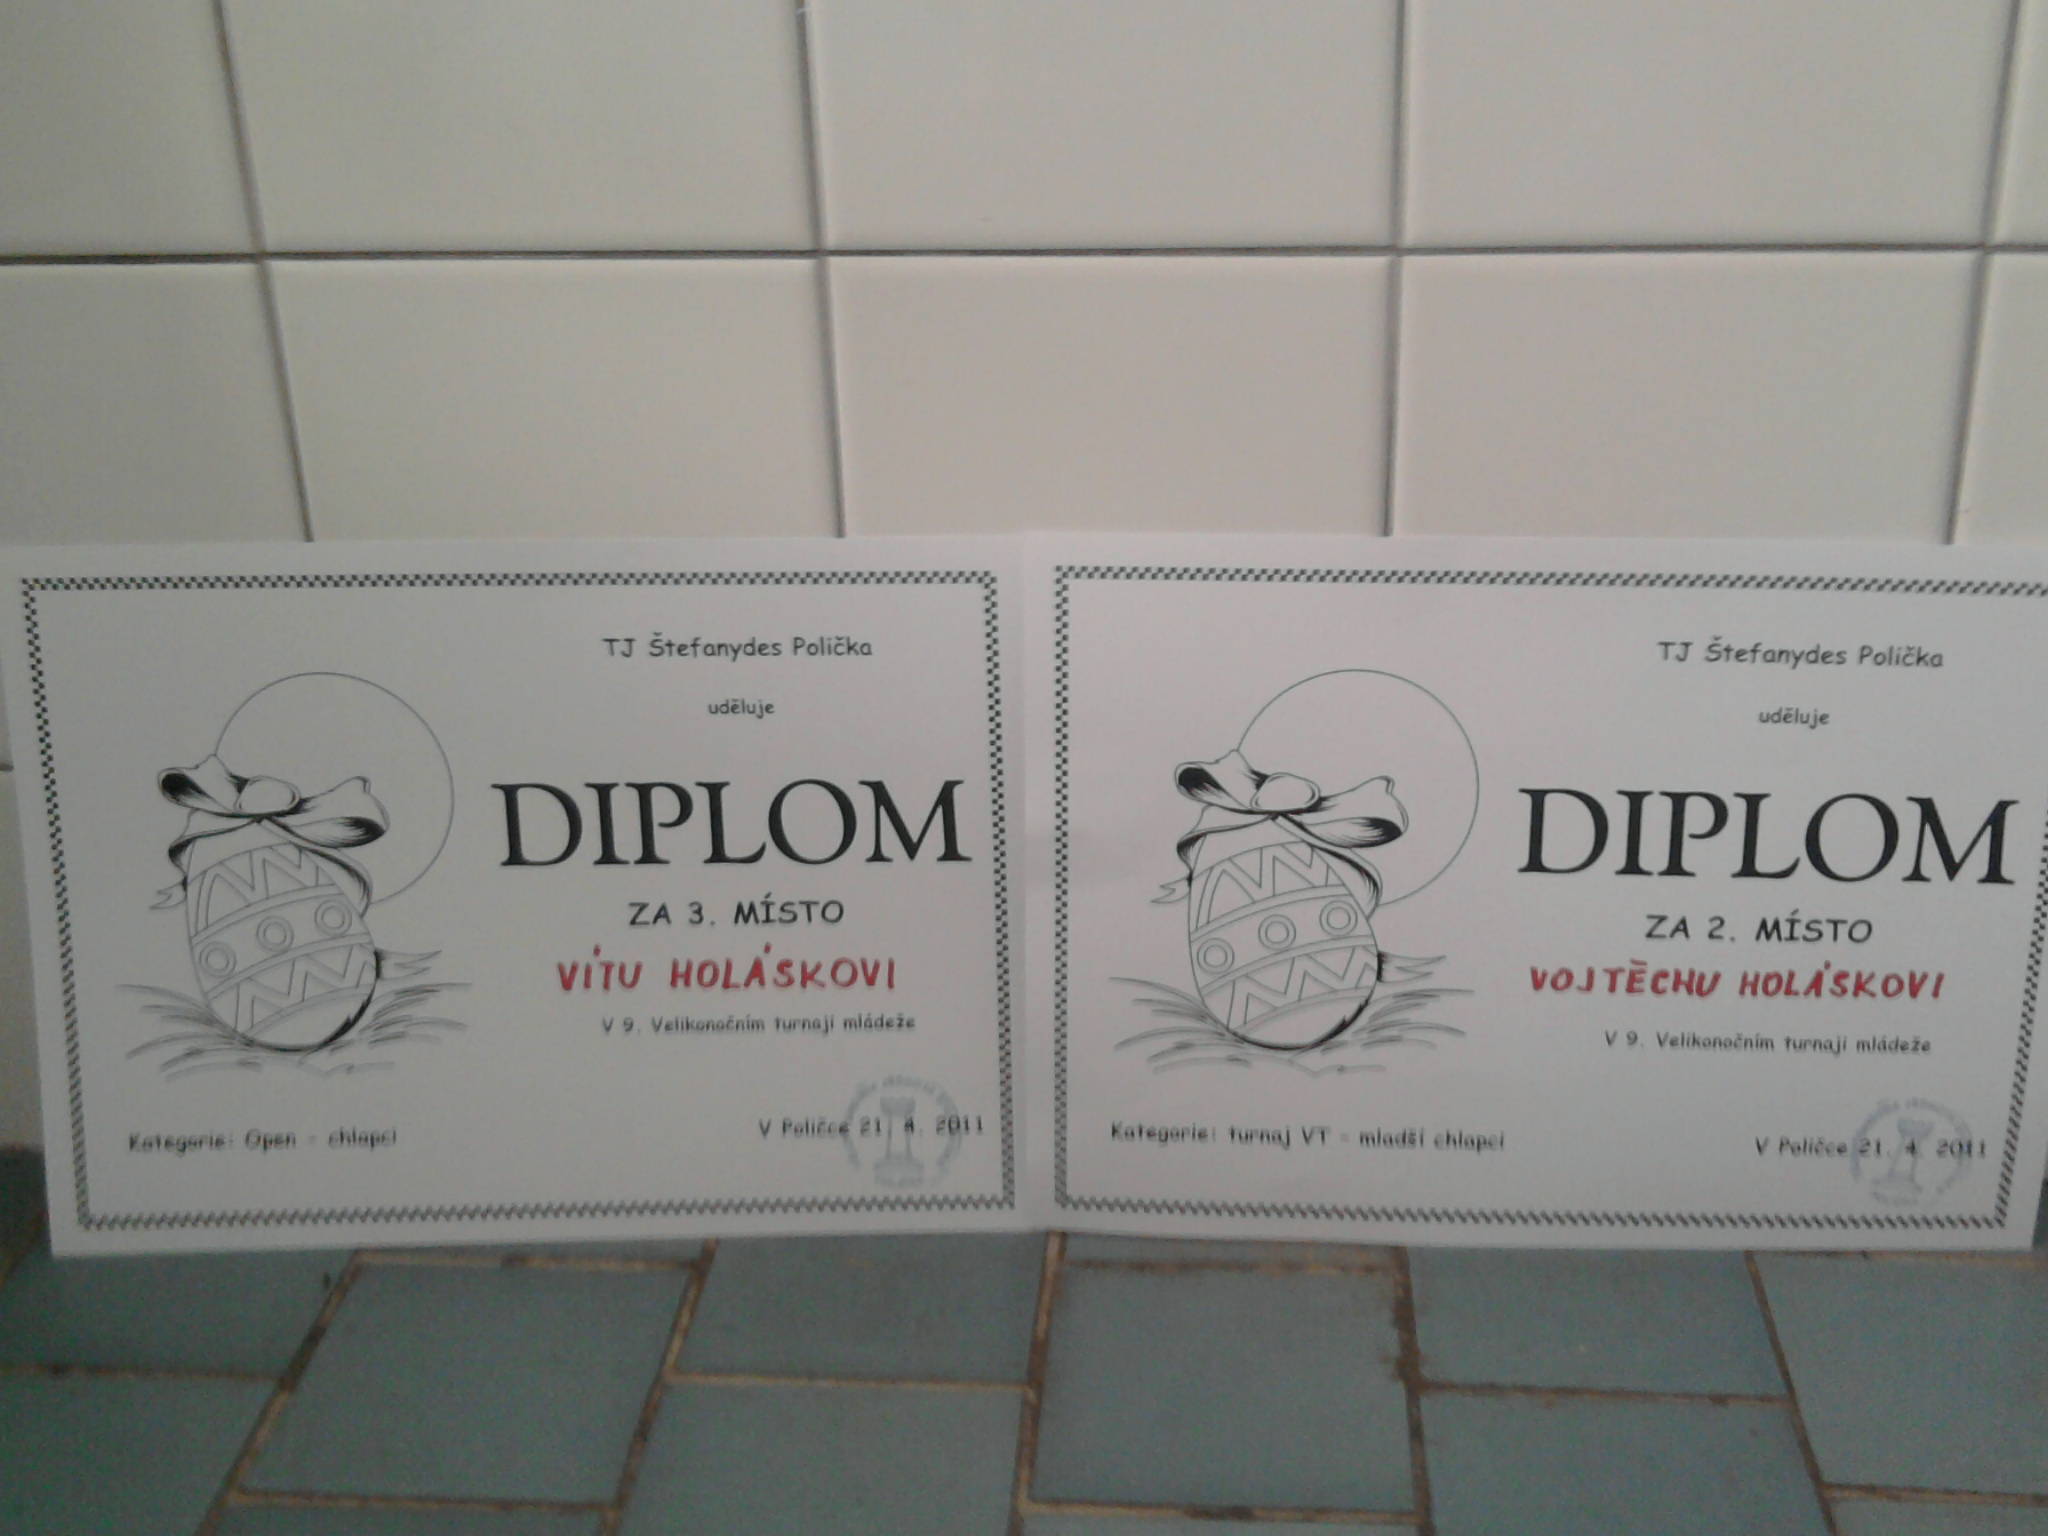 TJ Štefanydes Polička
uděluje
DIPLOM
ZA 3. MÍSTO
VÍTU HOLÁSKOVI
V 9. Velikonočním turnaji mládeže
Kategorie: Open - chlapci
V Poličce 21. 4. 2011
TJ Štefanydes Polička
uděluje
DIPLOM
ZA 2. MÍSTO
VOJTĚCHU HOLÁSKOVI
V 9. Velikonočním turnaji mládeže
Kategorie: turnaj VT - mladší chlapci
V Poličce 21. 4. 2011